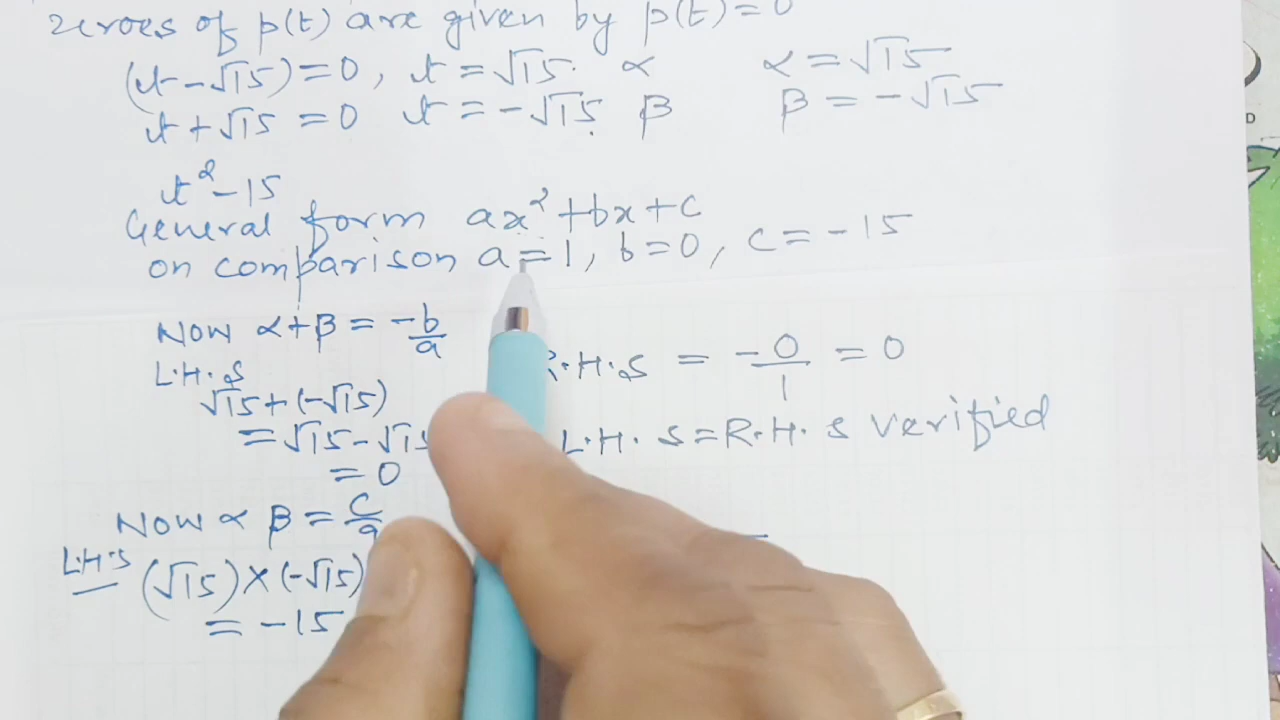 zeroes of p(t) are given by p(t)=0
(t-√15)=0, t=√15. α    α=√15
t+√15=0    t=-√15. β    β=-√15
t²-15
General form ax²+bx+c
on comparison a=1, b=0, c=-15
Now α+β = -b/a
L.H.S    R.H.S = -0/1 = 0
√15+(-√15)
=√15-√15    L.H.S=R.H.S verified
=0
Now αβ = c/a
L.H.S (√15)×(-√15)
= -15
D